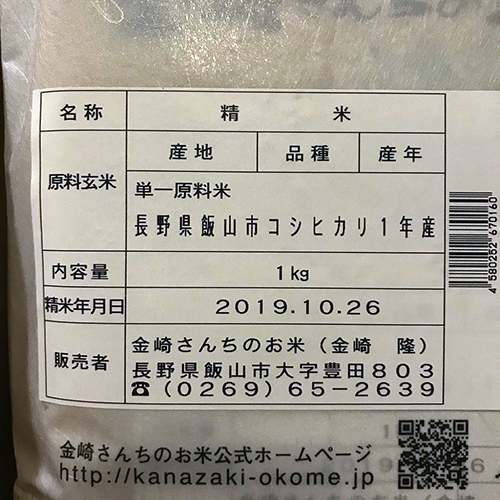 名称 精米
原料玄米 産地 品種 産年
単一原料米
長野県飯山市コシヒカリ1年産
内容量 1kg
精米年月日 2019.10.26
販売者 金崎さんちのお米(金崎 隆)
長野県飯山市大字豊田803
☎(0269)65-2639
4580252670160
金崎さんちのお米公式ホームページ
http://kanazaki-okome.jp